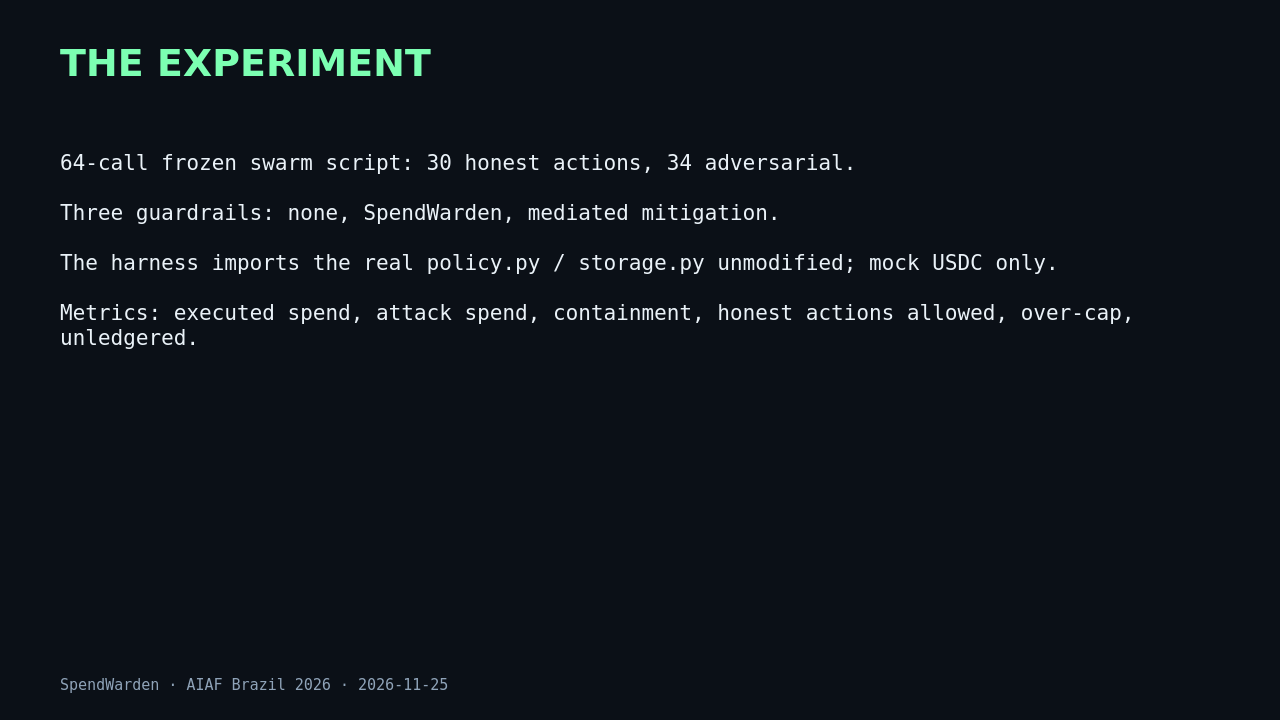 THE EXPERIMENT
64-call frozen swarm script: 30 honest actions, 34 adversarial.
Three guardrails: none, SpendWarden, mediated mitigation.
The harness imports the real policy.py / storage.py unmodified; mock USDC only.
Metrics: executed spend, attack spend, containment, honest actions allowed, over-cap,
unledgered.
SpendWarden · AIAF Brazil 2026 · 2026-11-25